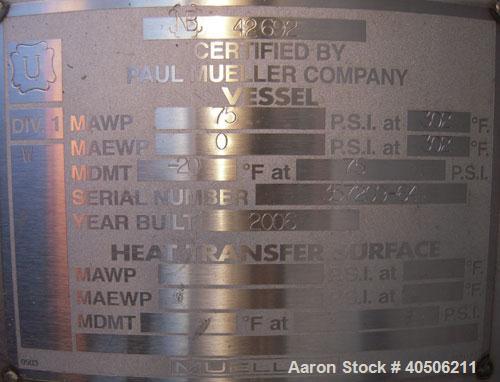 NB 42692
CERTIFIED BY
PAUL MUELLER COMPANY
VESSEL
U
DIV. 1 MAWP 75 P.S.I. at °F.
W MAEWP 0 P.S.I. at °F.
MDMT -20 °F at 75 P.S.I.
SERIAL NUMBER
YEAR BUILT 2006
HEAT TRANSFER SURFACE
MAWP P.S.I. at °F.
MAEWP P.S.I. at °F.
MDMT °F at P.S.I.
MUELLER
Aaron Stock # 40506211